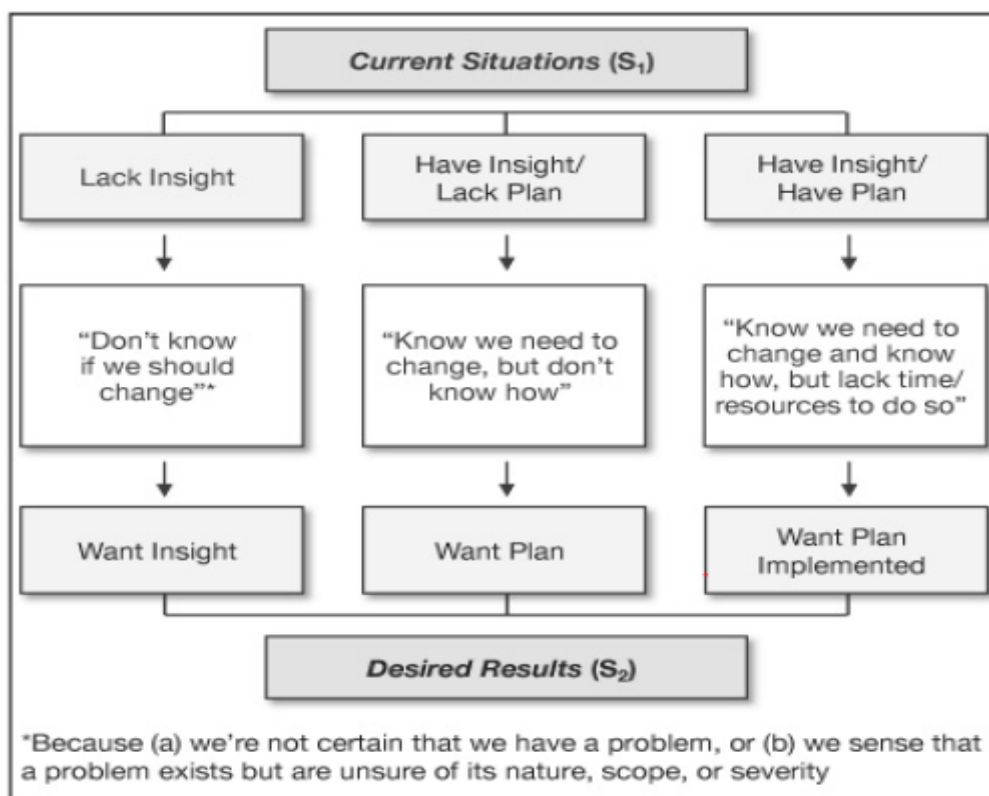 Current Situations (S₁)
Lack Insight
Have Insight/
Lack Plan
Have Insight/
Have Plan
“Don’t know
if we should
change”*
“Know we need to
change, but don’t
know how”
“Know we need to
change and know
how, but lack time/
resources to do so”
Want Insight
Want Plan
Want Plan
Implemented
Desired Results (S₂)
*Because (a) we’re not certain that we have a problem, or (b) we sense that
a problem exists but are unsure of its nature, scope, or severity